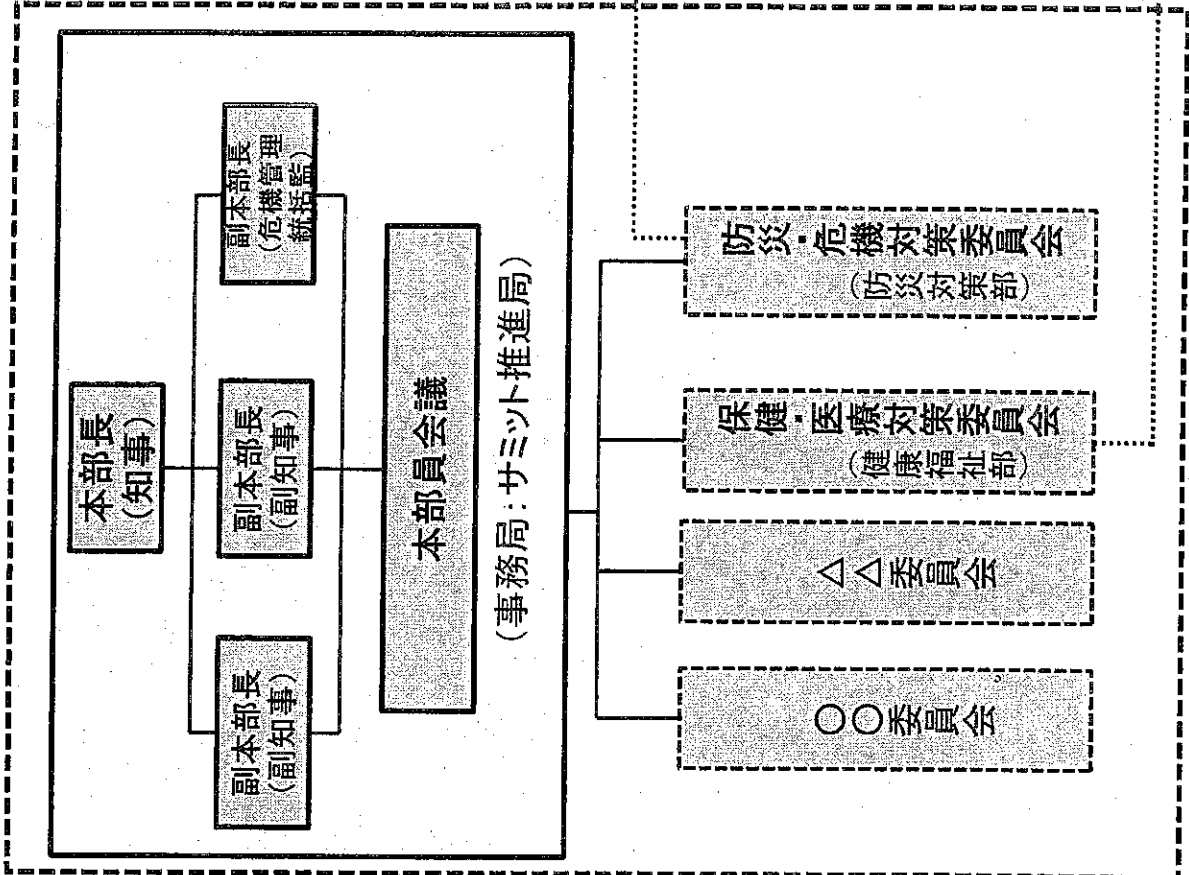 本部長
(知事)
副本部長
(副知事)
副本部長
(副知事)
副本部長
(危機管理
統括監)
本部員会議
(事務局:サミット推進局)
〇〇委員会
△△委員会
保健・医療対策委員会
(健康福祉部)
防災・危機対策委員会
(防災対策部)